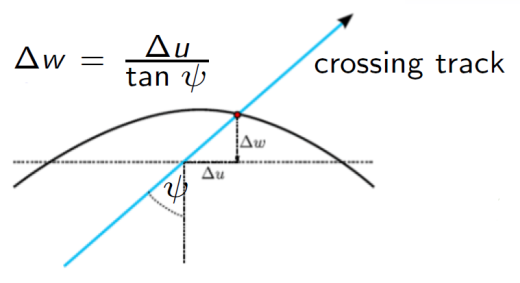 Δw = Δu / tan ψ
crossing track
Δw
Δu
ψ